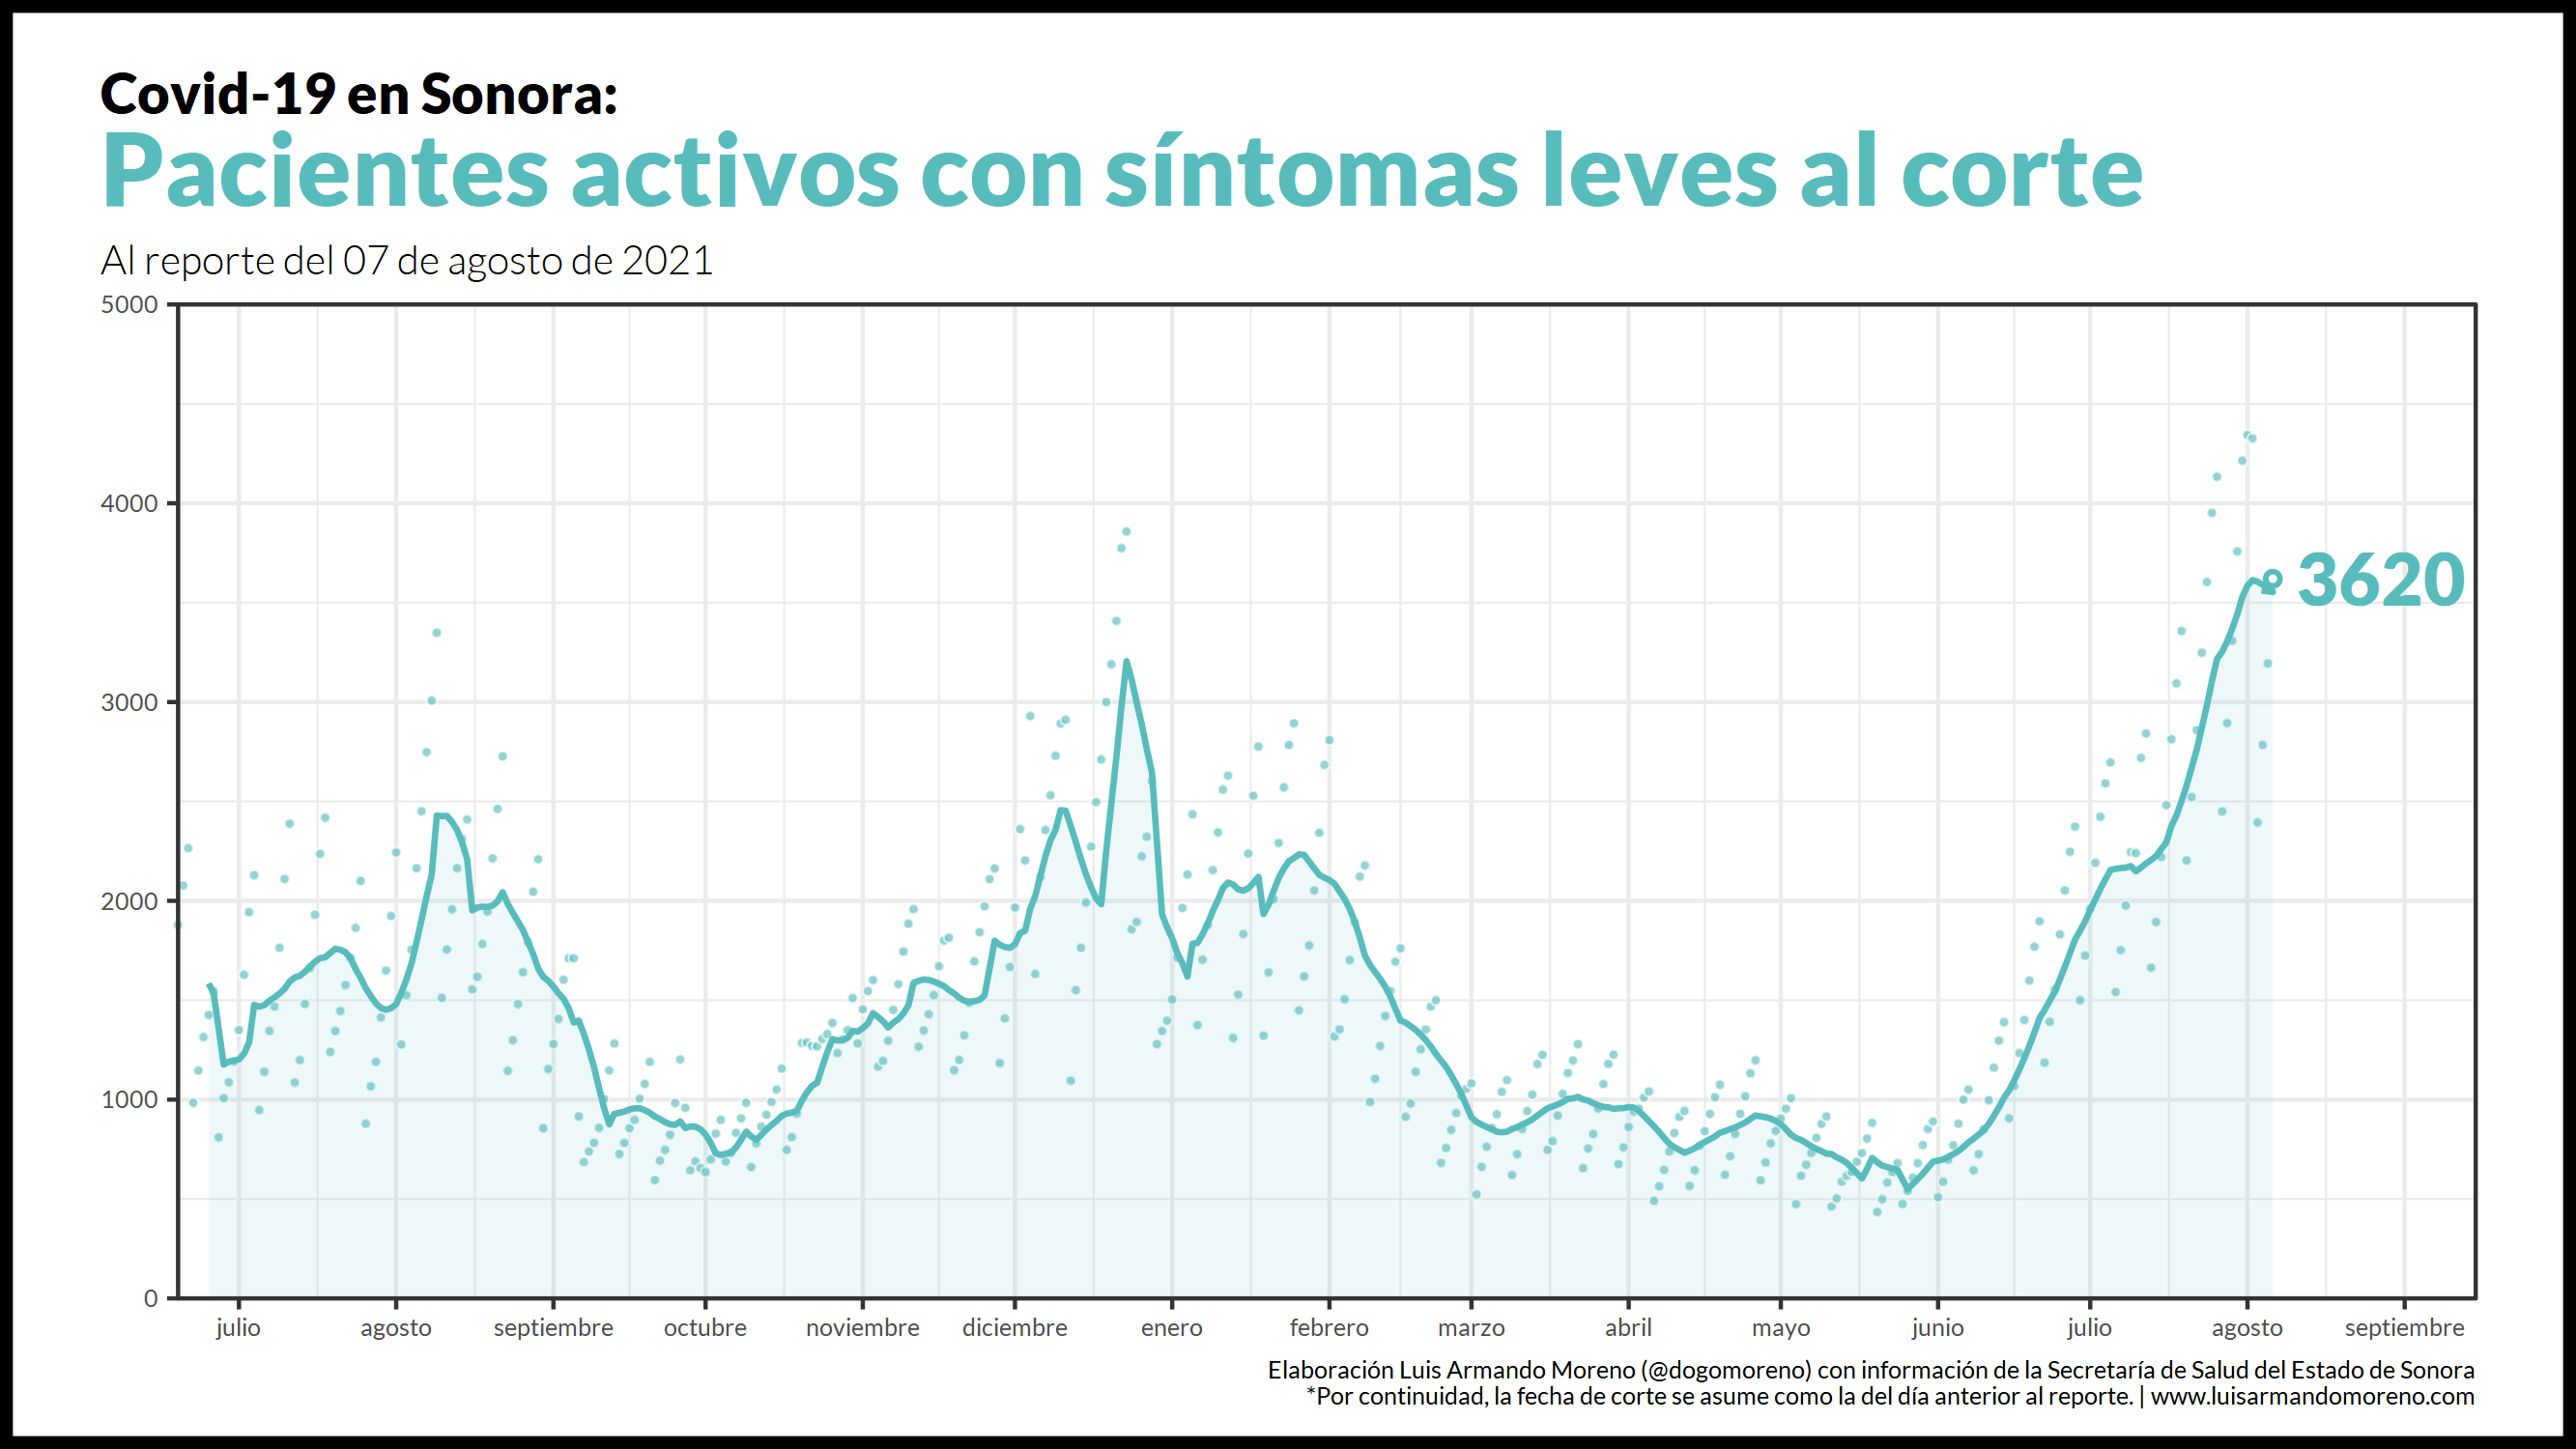 Covid-19 en Sonora:
Pacientes activos con síntomas leves al corte
Al reporte del 07 de agosto de 2021
5000
4000
3000
2000
1000
0
3620
julio agosto septiembre octubre noviembre diciembre enero febrero marzo abril mayo junio julio agosto septiembre
Elaboración Luis Armando Moreno (@dogomoreno) con información de la Secretaría de Salud del Estado de Sonora
*Por continuidad, la fecha de corte se asume como la del día anterior al reporte. | www.luisarmandomoreno.com